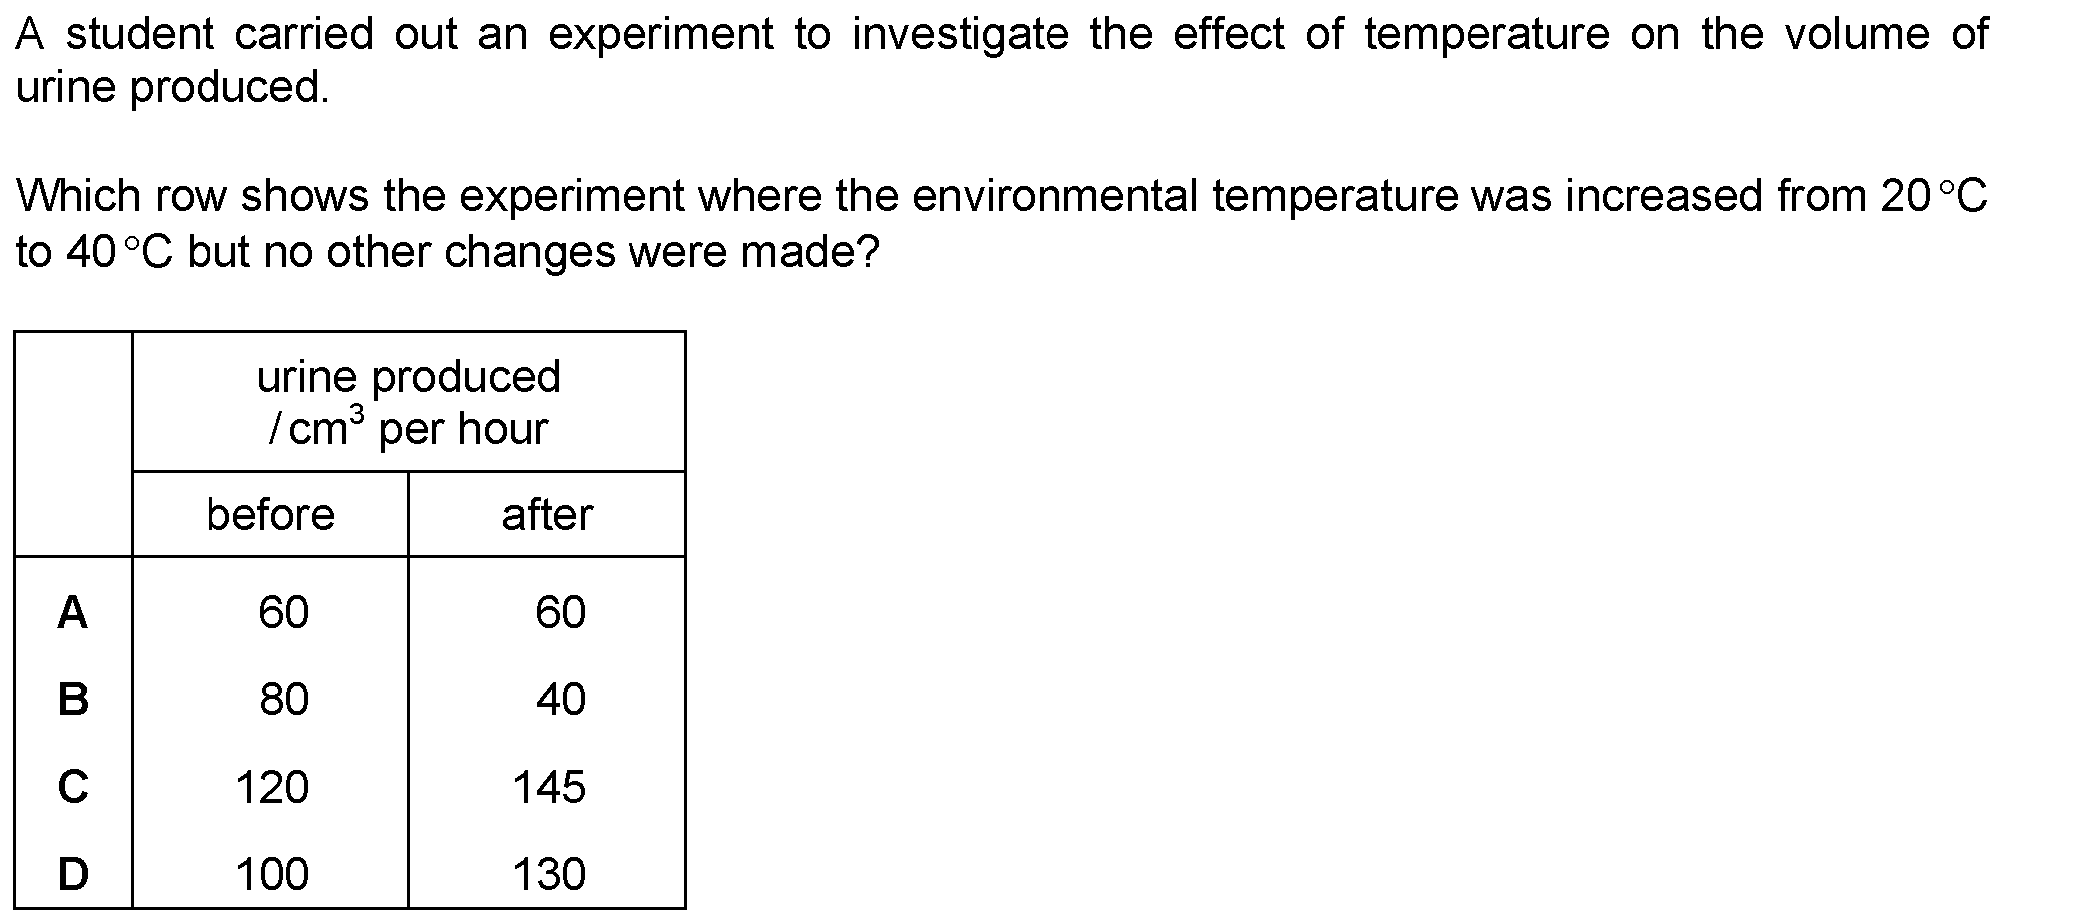 A student carried out an experiment to investigate the effect of temperature on the volume of
urine produced.
Which row shows the experiment where the environmental temperature was increased from 20 °C
to 40 °C but no other changes were made?
urine produced
/ cm³ per hour
before after
A 60 60
B 80 40
C 120 145
D 100 130